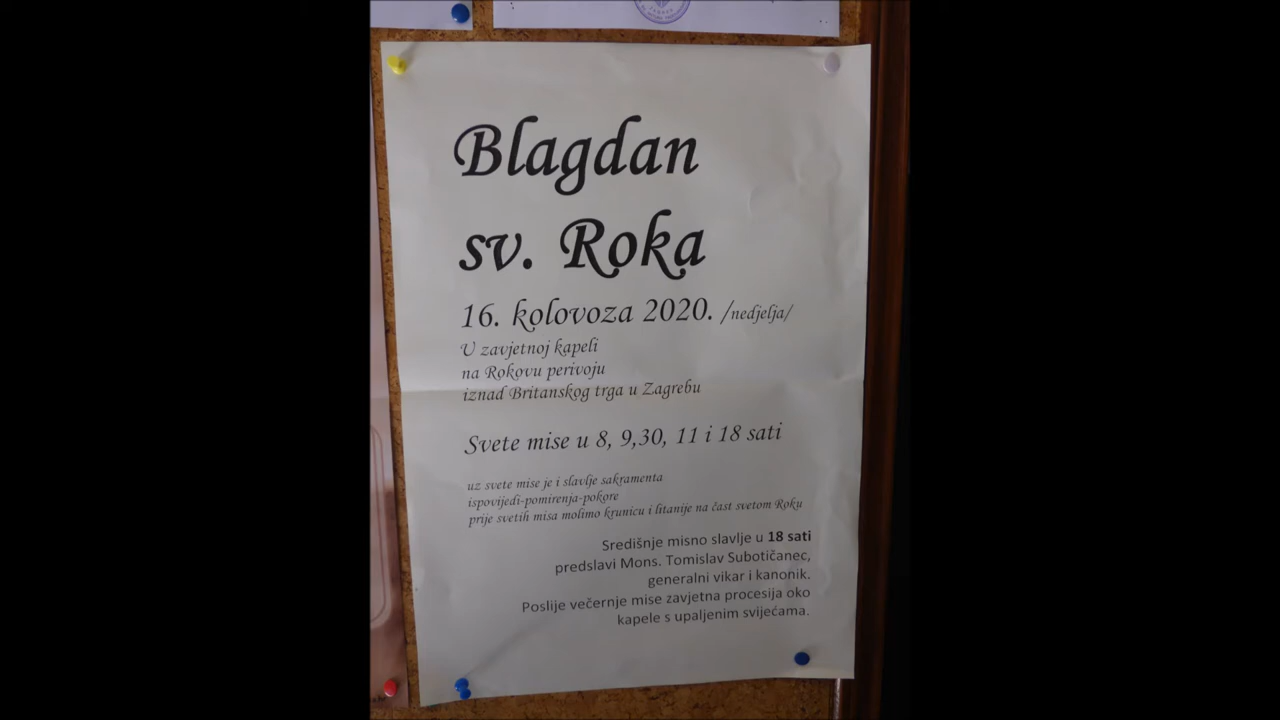 Blagdan
sv. Roka
16. kolovoza 2020. /nedjelja/
U zavjetnoj kapeli
na Rokovu perivoju
iznad Britanskog trga u Zagrebu
Svete mise u 8, 9,30, 11 i 18 sati
uz svete mise je i slavlje sakramenta
ispovijedi-pomirenja-pokore
prije svetih misa molimo krunicu i litanije na čast svetom Roku
Središnje misno slavlje u 18 sati
predslavi Mons. Tomislav Subotičanec,
generalni vikar i kanonik.
Poslije večernje mise zavjetna procesija oko
kapele s upaljenim svijećama.